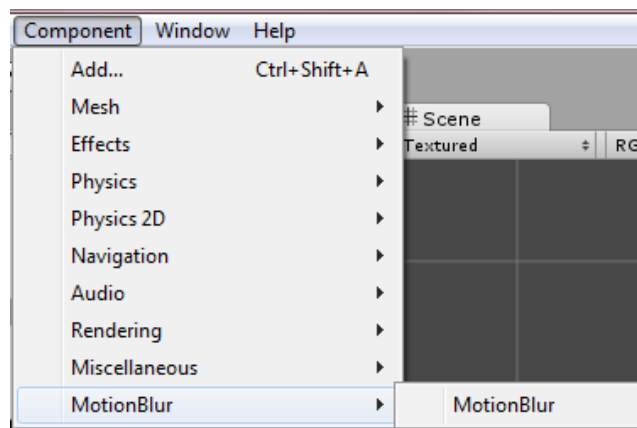 Component Window Help
Add... Ctrl+Shift+A
Mesh
# Scene
Effects
Textured RG
Physics
Physics 2D
Navigation
Audio
Rendering
Miscellaneous
MotionBlur MotionBlur